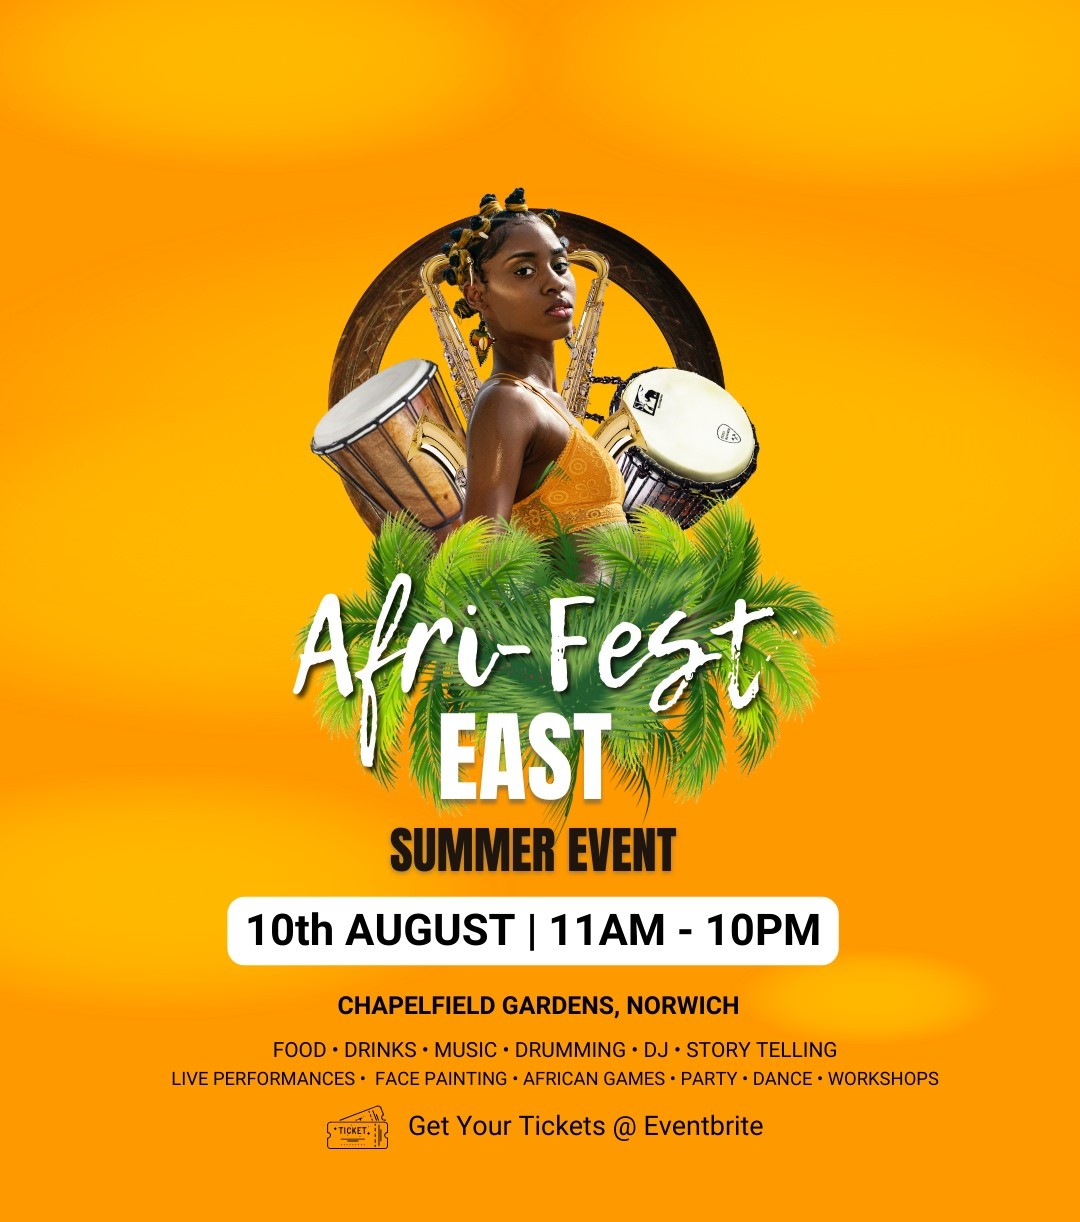 Afri-Fest
EAST
SUMMER EVENT
10th AUGUST | 11AM - 10PM
CHAPELFIELD GARDENS, NORWICH
FOOD • DRINKS • MUSIC • DRUMMING • DJ • STORY TELLING
LIVE PERFORMANCES • FACE PAINTING • AFRICAN GAMES • PARTY • DANCE • WORKSHOPS
TICKET
Get Your Tickets @ Eventbrite